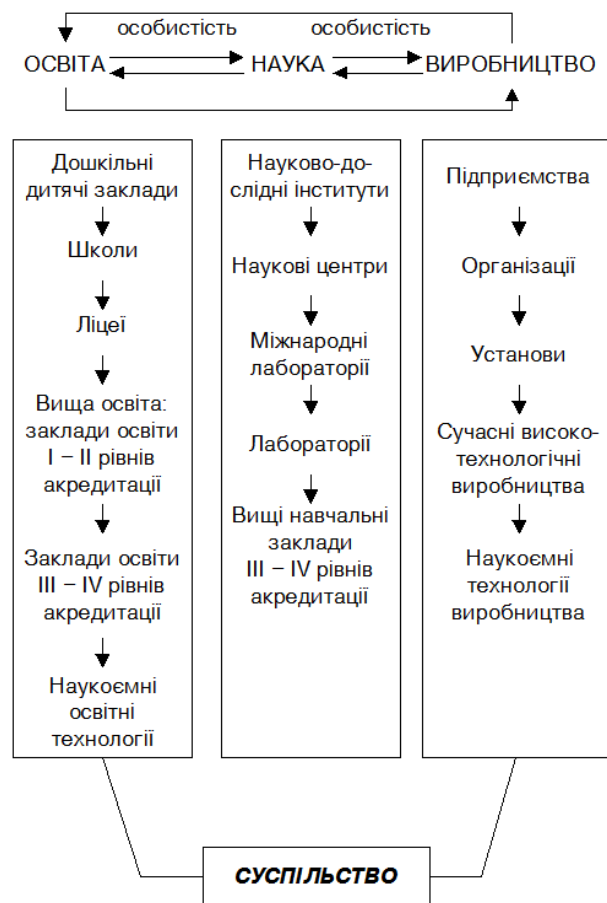 особистість особистість
ОСВІТА НАУКА ВИРОБНИЦТВО
Дошкільні
дитячі заклади
Школи
Ліцеї
Вища освіта:
заклади освіти
І – ІІ рівнів
акредитації
Заклади освіти
ІІІ – IV рівнів
акредитації
Наукоємні
освітні
технології
Науково-до-
слідні інститути
Наукові центри
Міжнародні
лабораторії
Лабораторії
Вищі навчальні
заклади
ІІІ – IV рівнів
акредитації
Підприємства
Організації
Установи
Сучасні високо-
технологічні
виробництва
Наукоємні
технології
виробництва
СУСПІЛЬСТВО